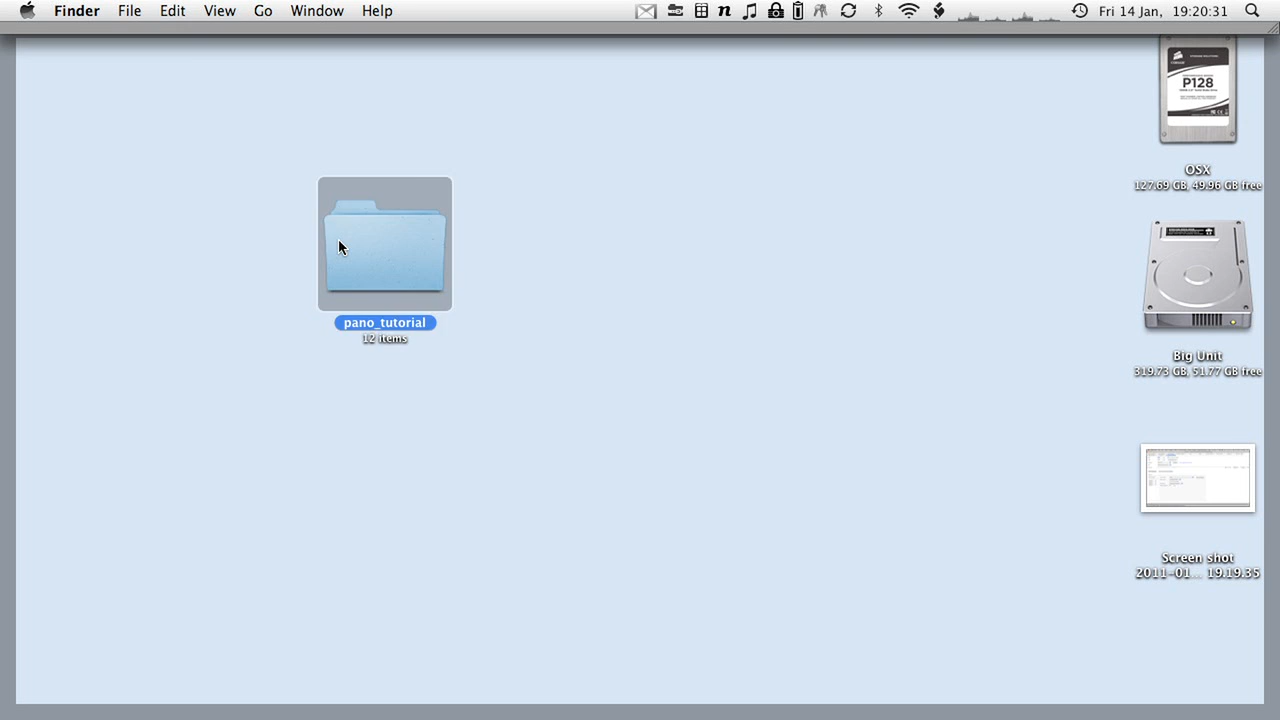 Finder File Edit View Go Window Help
Fri 14 Jan, 19:20:31
P128
OSX
127.69 GB, 49.96 GB free
pano_tutorial
12 items
Big Unit
319.73 GB, 51.77 GB free
Screen shot
2011-01... 19.19.35